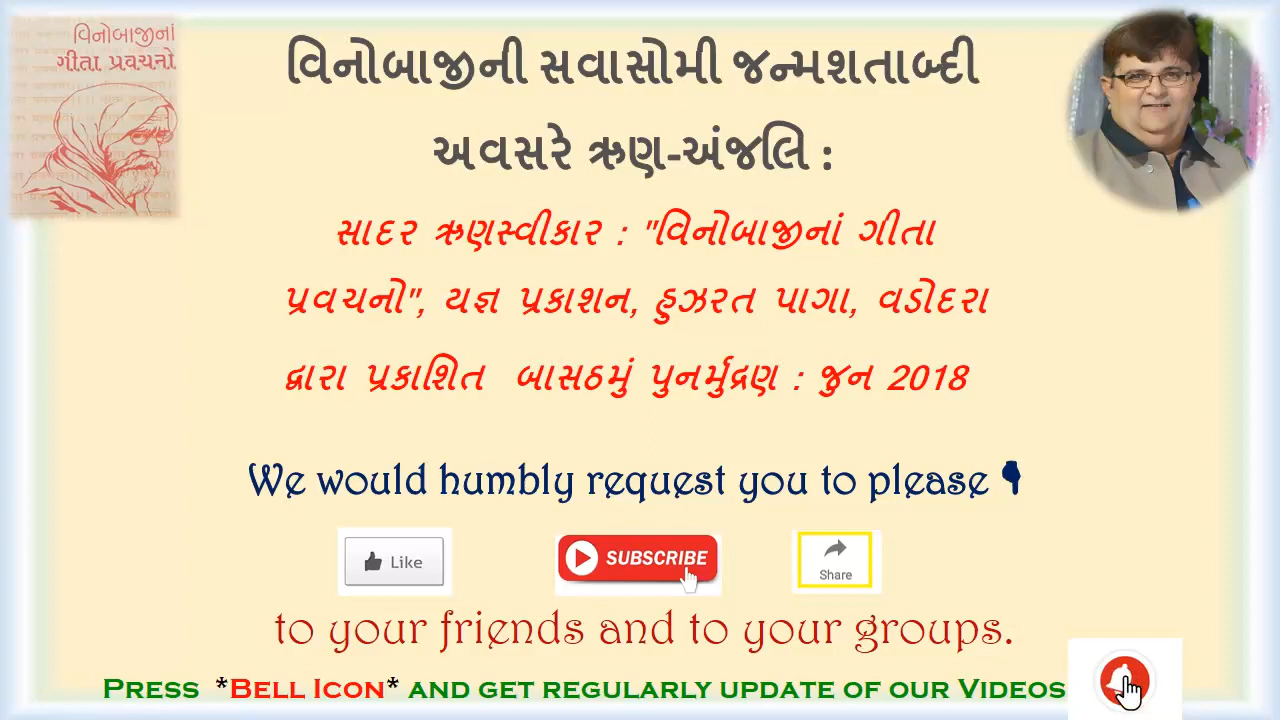 વિનોબાજીનાં
ગીતા પ્રવચનો
વિનોબાજીની સવાસોમી જન્મશતાબ્દી
અવસરે ઋણ-અંજલિ :
સાદર ઋણસ્વીકાર : "વિનોબાજીનાં ગીતા
પ્રવચનો", યજ્ઞ પ્રકાશન, હુઝરત પાગા, વડોદરા
દ્વારા પ્રકાશિત બાસઠમું પુનર્મુદ્રણ : જુન 2018
We would humbly request you to please 👇
Like
SUBSCRIBE
Share
to your friends and to your groups.
PRESS *BELL ICON* AND GET REGULARLY UPDATE OF OUR VIDEOS